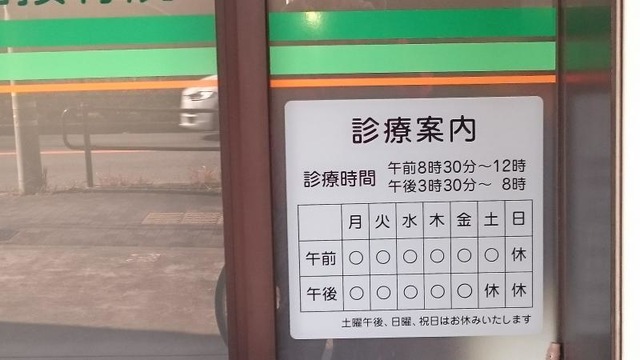 診療案内
診療時間 午前8時30分～12時
午後3時30分～ 8時
月 火 水 木 金 土 日
午前 ○ ○ ○ ○ ○ ○ 休
午後 ○ ○ ○ ○ ○ 休 休
土曜午後、日曜、祝日はお休みいたします